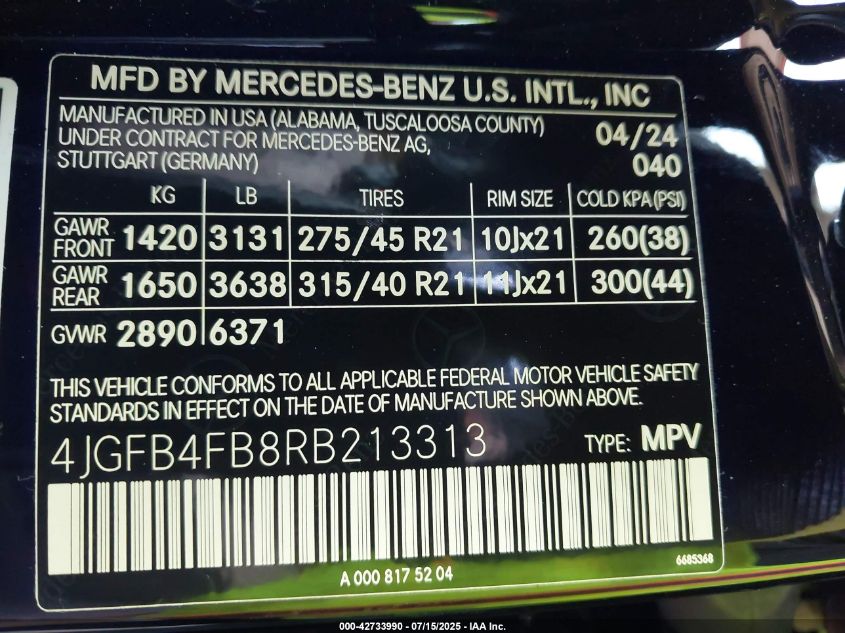 MFD BY MERCEDES-BENZ U.S. INTL., INC
MANUFACTURED IN USA (ALABAMA, TUSCALOOSA COUNTY)
UNDER CONTRACT FOR MERCEDES-BENZ AG,
STUTTGART (GERMANY)
04/24
040
KG LB TIRES RIM SIZE COLD KPA(PSI)
GAWR FRONT 1420 3131 275/45 R21 10Jx21 260(38)
GAWR REAR 1650 3638 315/40 R21 11Jx21 300(44)
GVWR 2890 6371
THIS VEHICLE CONFORMS TO ALL APPLICABLE FEDERAL MOTOR VEHICLE SAFETY
STANDARDS IN EFFECT ON THE DATE OF MANUFACTURE SHOWN ABOVE.
4JGFB4FB8RB213313 TYPE: MPV
6685368
A 000 817 52 04
000-42733990 - 07/15/2025 - IAA Inc.